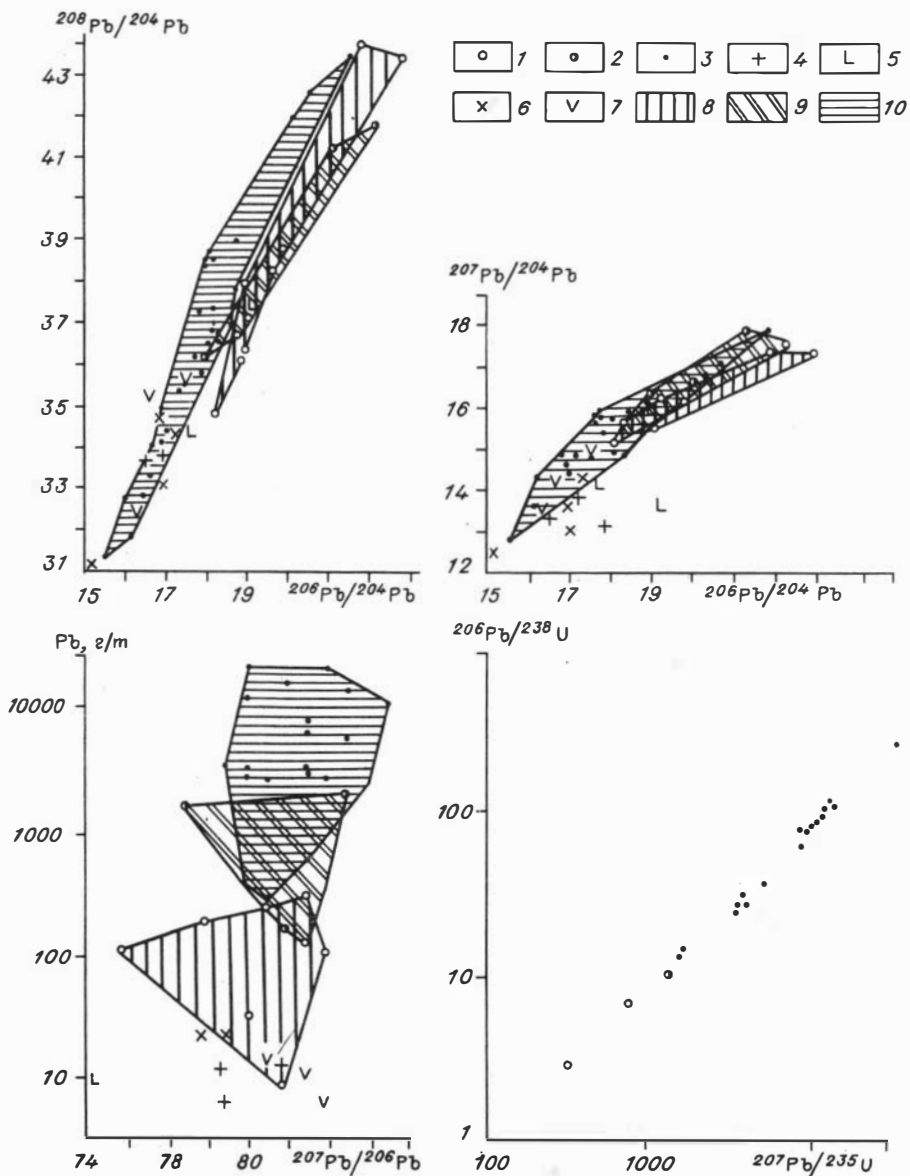 ²⁰⁸Pb/²⁰⁴Pb
43
41
39
37
35
33
31
15 17 19 ²⁰⁶Pb/²⁰⁴Pb
1 2 3 4 L 5
6 V 7 8 9 10
²⁰⁷Pb/²⁰⁴Pb
18
16
14
12
15 17 19 ²⁰⁶Pb/²⁰⁴Pb
Pb, г/т
10000
1000
100
10
74 78 80 ²⁰⁷Pb/²⁰⁶Pb
²⁰⁶Pb/²³⁸U
100
10
1
100 1000 ²⁰⁷Pb/²³⁵U